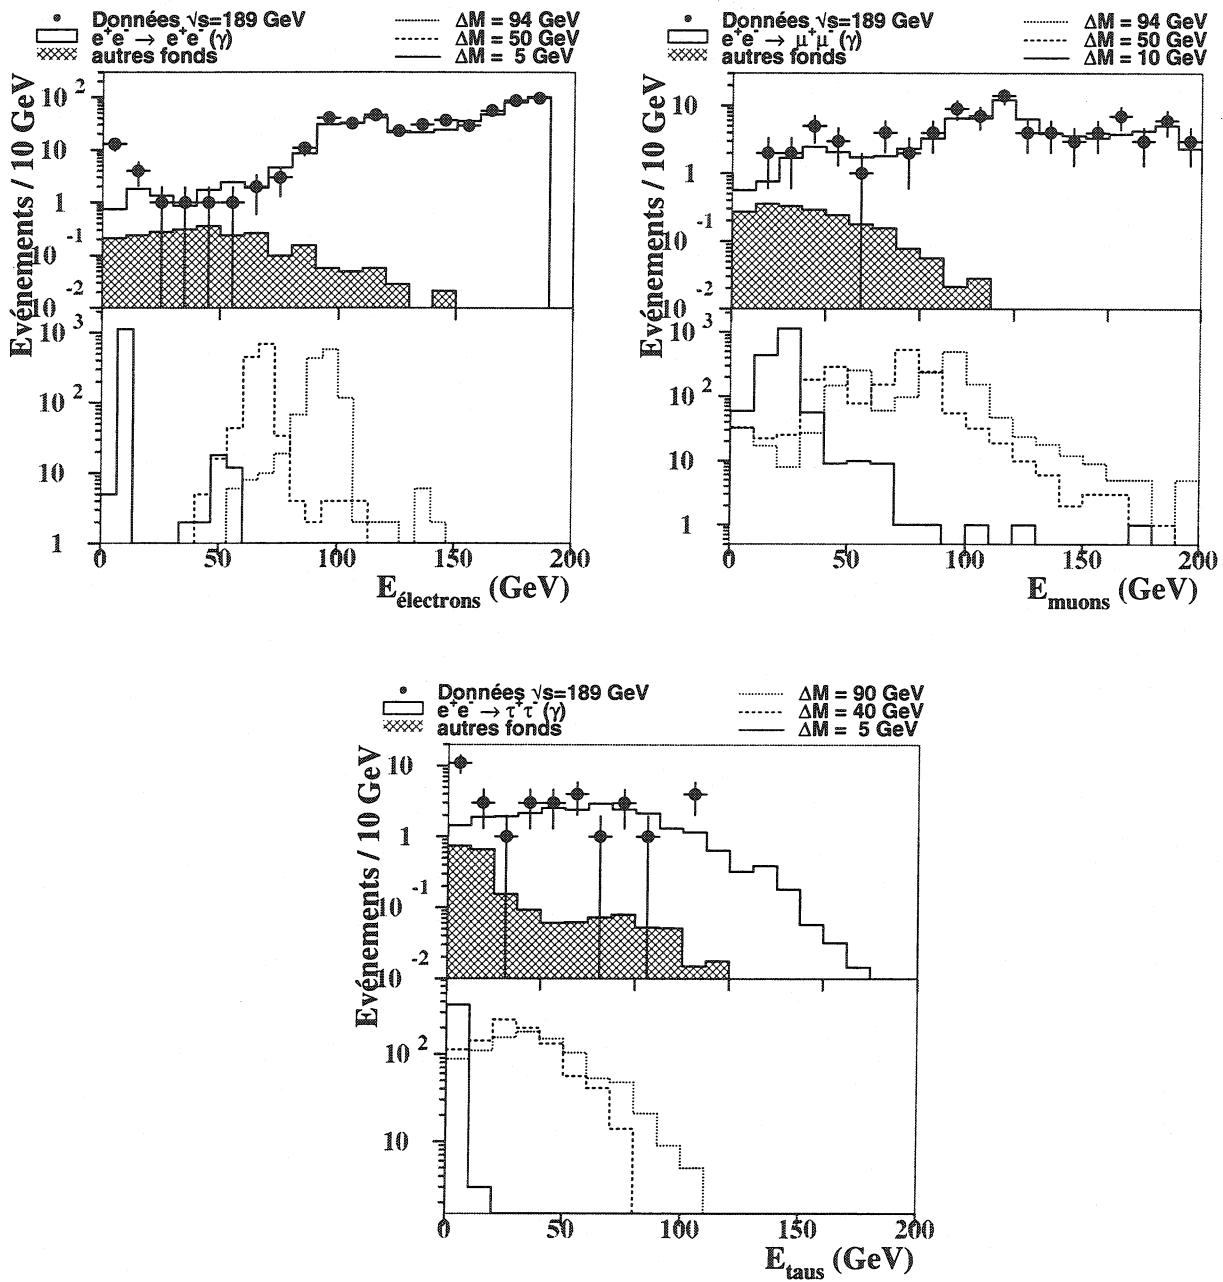 Données √s=189 GeV
e⁺e⁻ → e⁺e⁻(γ)
autres fonds
ΔM = 94 GeV
ΔM = 50 GeV
ΔM = 5 GeV
Evénements / 10 GeV
10 ²
10
1
10 ⁻¹
10 ⁻²
10 ³
10 ²
10
1
0 50 100 150 200
E électrons (GeV)
Données √s=189 GeV
e⁺e⁻ → μ⁺μ⁻(γ)
autres fonds
ΔM = 94 GeV
ΔM = 50 GeV
ΔM = 10 GeV
Evénements / 10 GeV
10
1
10 ⁻¹
10 ⁻²
10 ³
10 ²
10
1
0 50 100 150 200
E muons (GeV)
Données √s=189 GeV
e⁺e⁻ → τ⁺τ⁻(γ)
autres fonds
ΔM = 90 GeV
ΔM = 40 GeV
ΔM = 5 GeV
Evénements / 10 GeV
10
1
10 ⁻¹
10 ⁻²
10 ²
10
0 50 100 150 200
E taus (GeV)